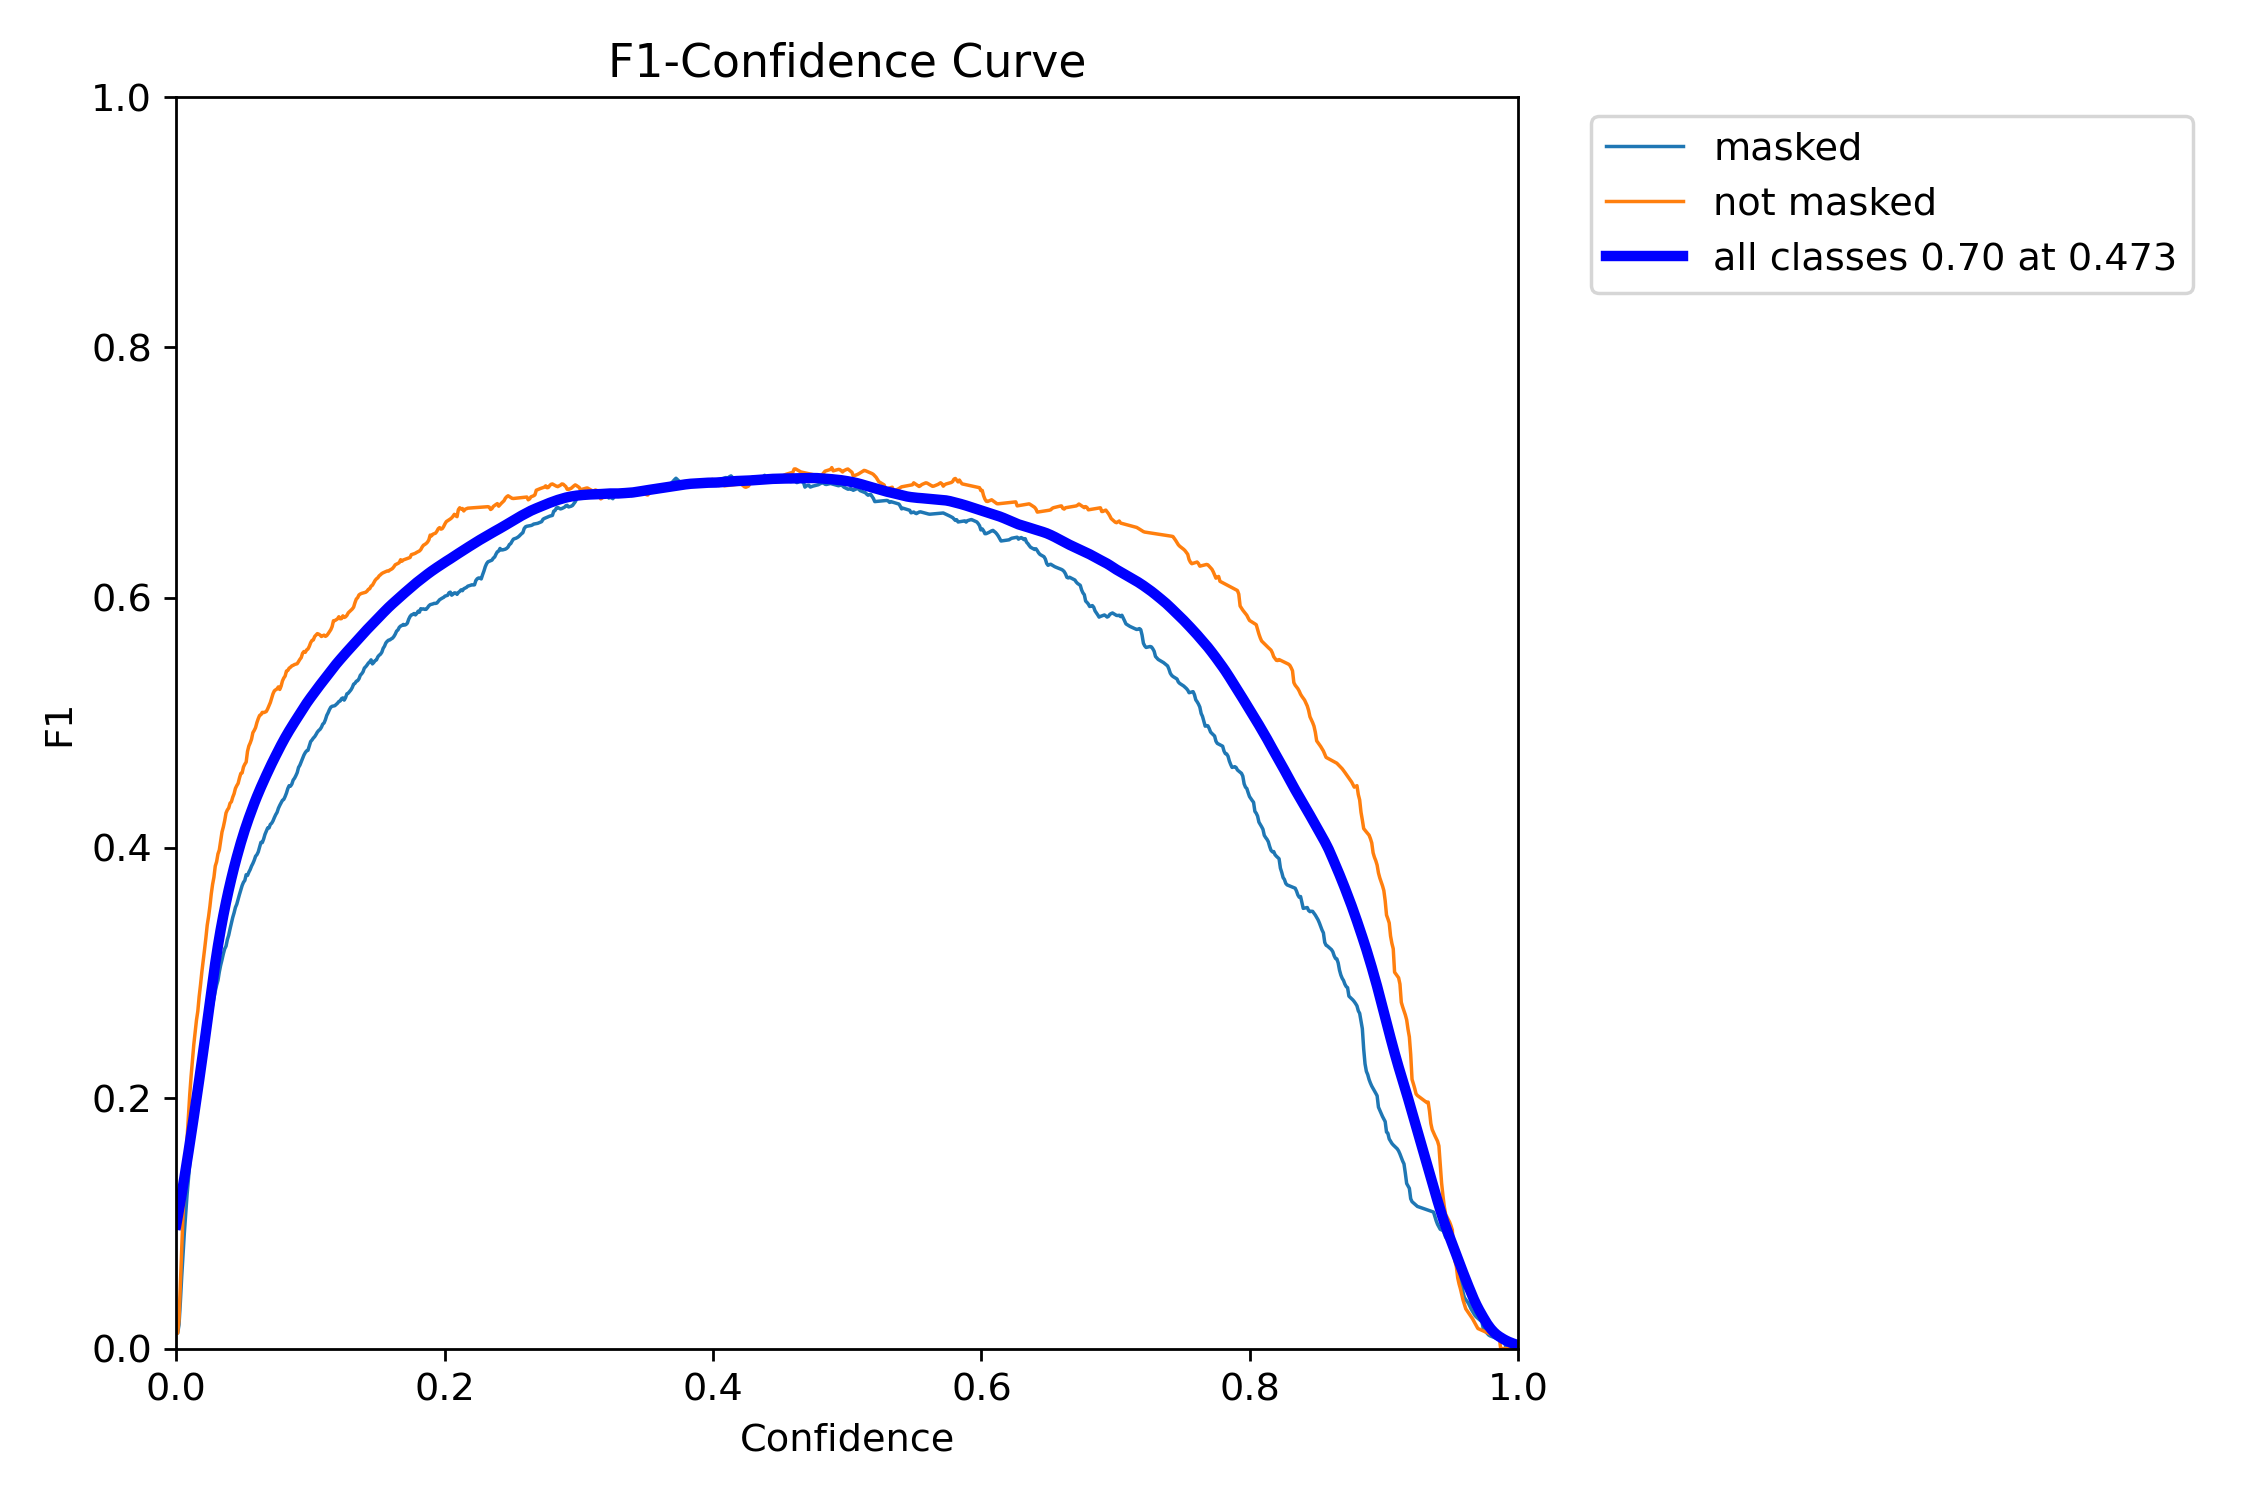 F1-Confidence Curve
1.0
0.8
0.6
0.4
0.2
0.0
F1
0.0 0.2 0.4 0.6 0.8 1.0
Confidence
masked
not masked
all classes 0.70 at 0.473